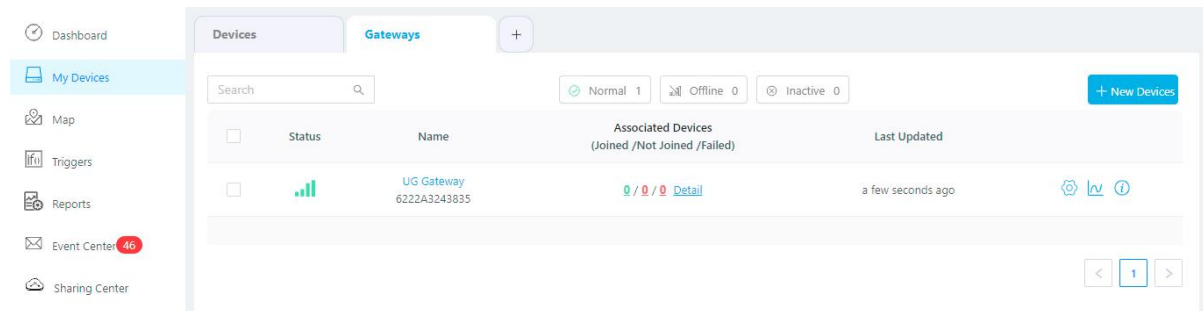 Dashboard
My Devices
Map
Triggers
Reports
Event Center 46
Sharing Center
Devices
Gateways
+
Search
Normal 1
Offline 0
Inactive 0
+ New Devices
Status
Name
Associated Devices
(Joined /Not Joined /Failed)
Last Updated
UG Gateway
6222A3243835
0 / 0 / 0 Detail
a few seconds ago
< 1 >